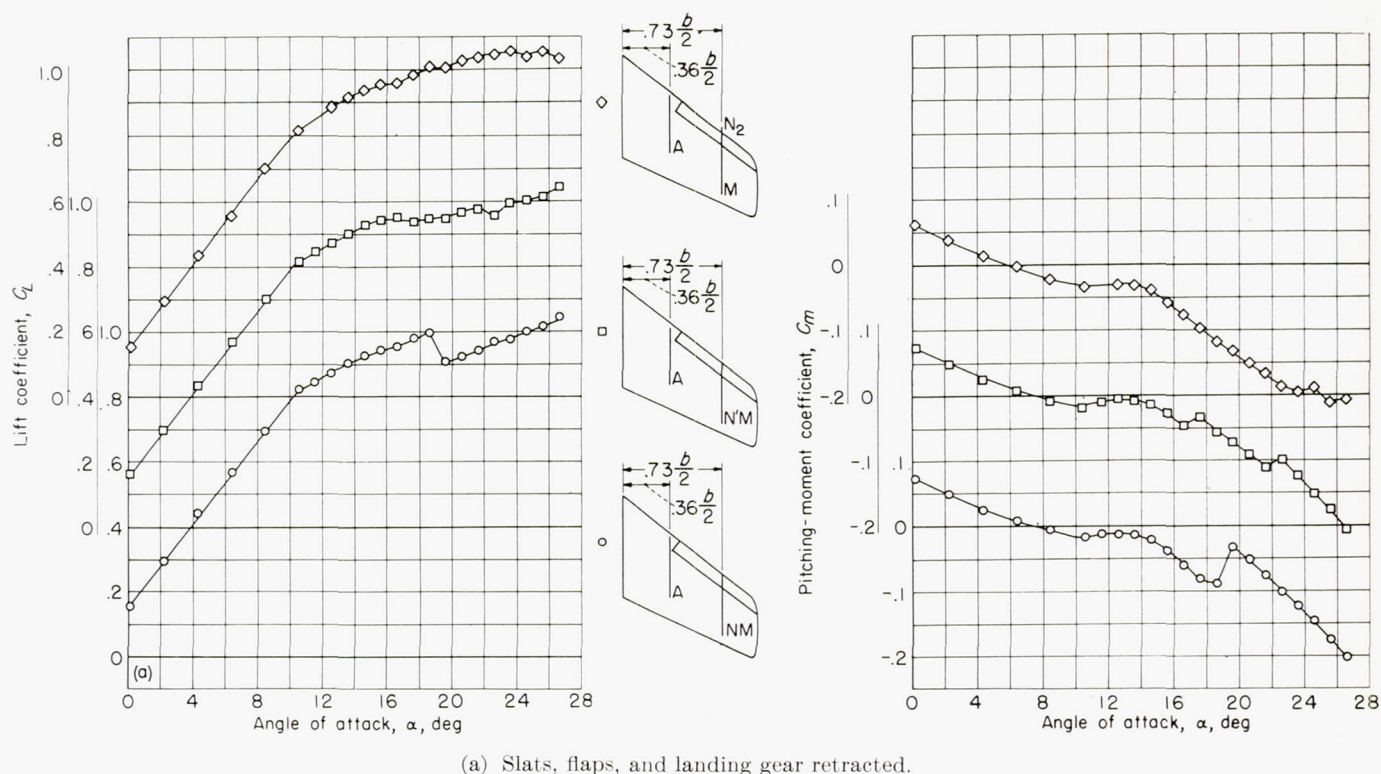 1.0
.8
.6 1.0
.4 .8
.2 .6 1.0
0 .4 .8
.2 .6
0 .4
.2
0
Lift coefficient, C_L
(a)
0 4 8 12 16 20 24 28
Angle of attack, α, deg
.73 b/2
.36 b/2
N2
A
M
.73 b/2
.36 b/2
A
N'M
.73 b/2
.36 b/2
A
NM
.1
0
-.1
-.2 0
-.1 .1
-.2 0
-.1
-.2
Pitching-moment coefficient, C_m
0 4 8 12 16 20 24 28
Angle of attack, α, deg
(a) Slats, flaps, and landing gear retracted.